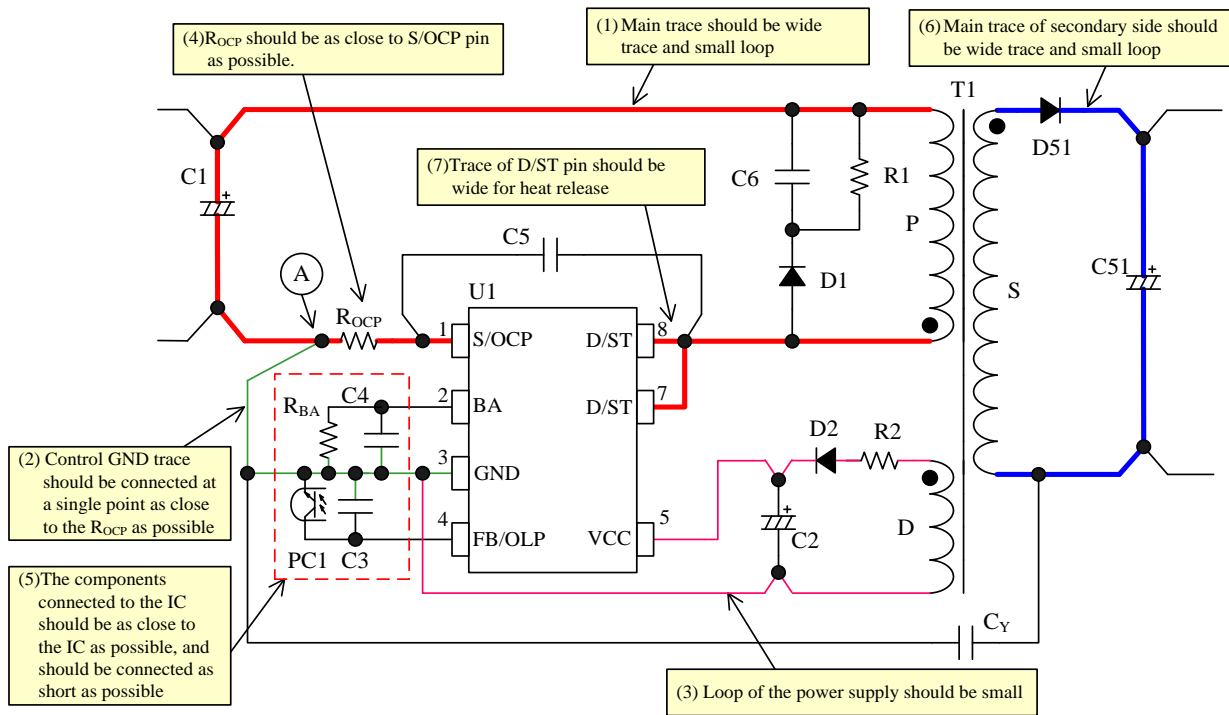 (1) Main trace should be wide
trace and small loop
(6) Main trace of secondary side should
be wide trace and small loop
(4) ROCP should be as close to S/OCP pin
as possible.
T1
D51
(7)Trace of D/ST pin should be
wide for heat release
C1
+
C6
R1
P
C5
S
C51
+
A
D1
U1
ROCP
1
S/OCP
D/ST
8
C4
2
BA
D/ST
7
RBA
D2
R2
(2) Control GND trace
should be connected at
a single point as close
to the ROCP as possible
3
GND
4
FB/OLP
VCC
5
+
C2
D
PC1
C3
(5)The components
connected to the IC
should be as close to
the IC as possible, and
should be connected as
short as possible
CY
(3) Loop of the power supply should be small